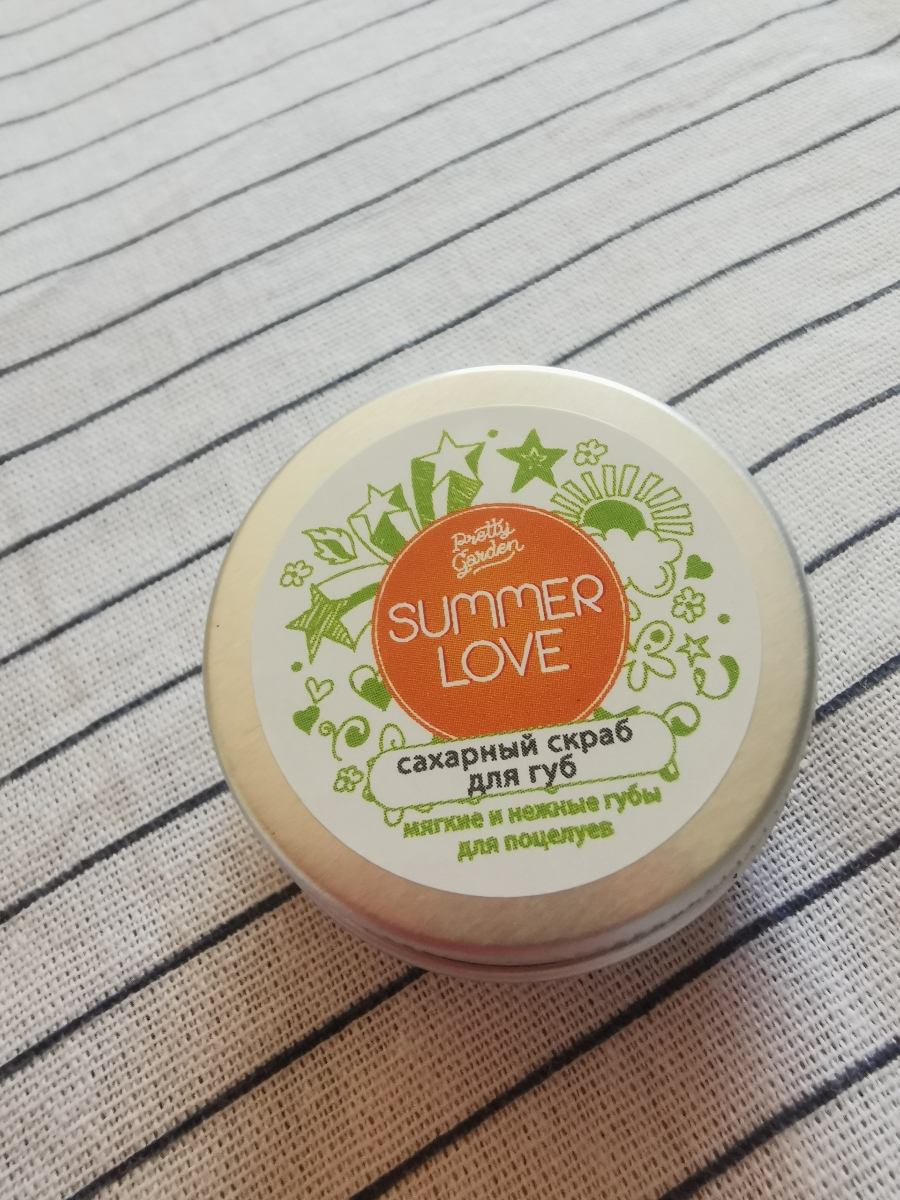 Pretty
Garden
SUMMER
LOVE
сахарный скраб
для губ
мягкие и нежные губы
для поцелуев